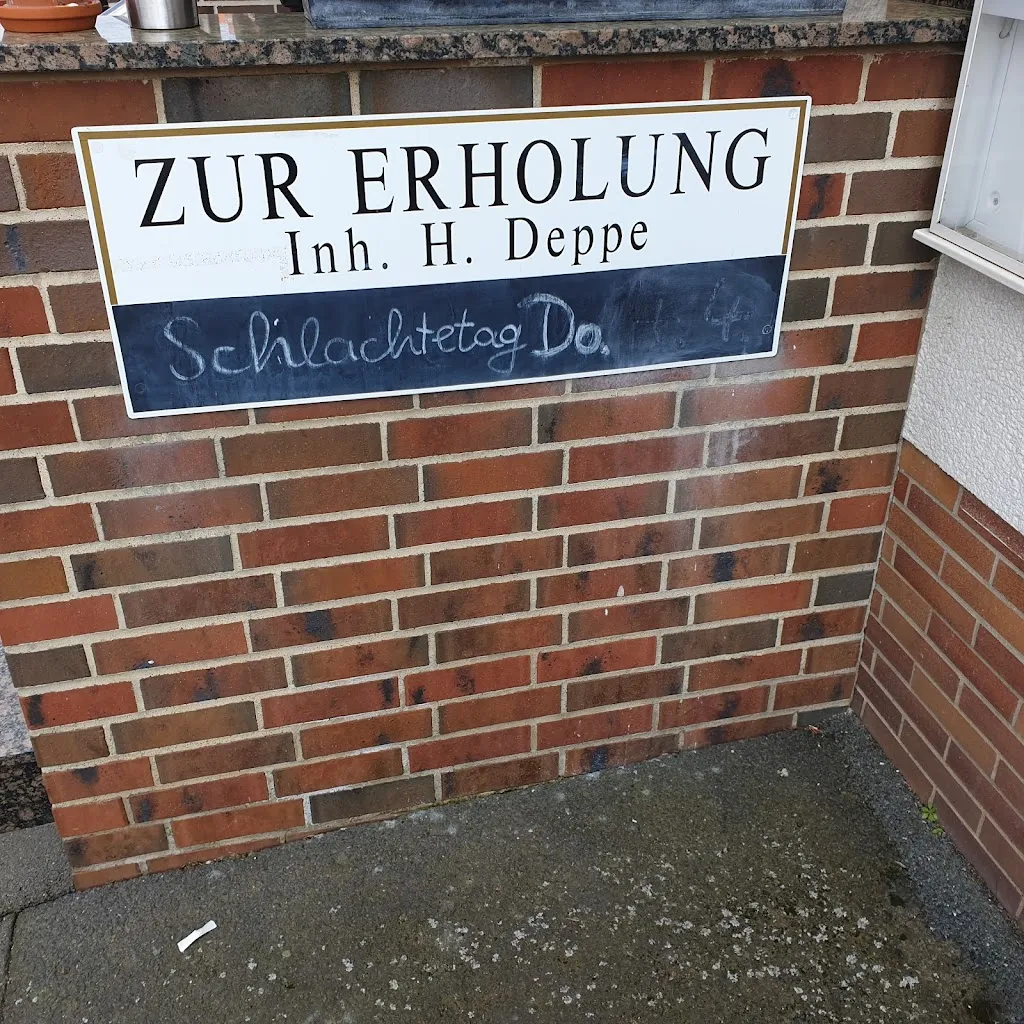 ZUR ERHOLUNG
Inh. H. Deppe
Schlachtetag Do.